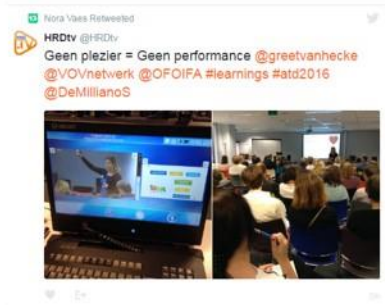 Nora Vaes Retweeted
HRDtv @HRDtv
Geen plezier = Geen performance @greetvanhecke
@VOVnetwerk @OFOIFA #learnings #atd2016
@DeMillianoS